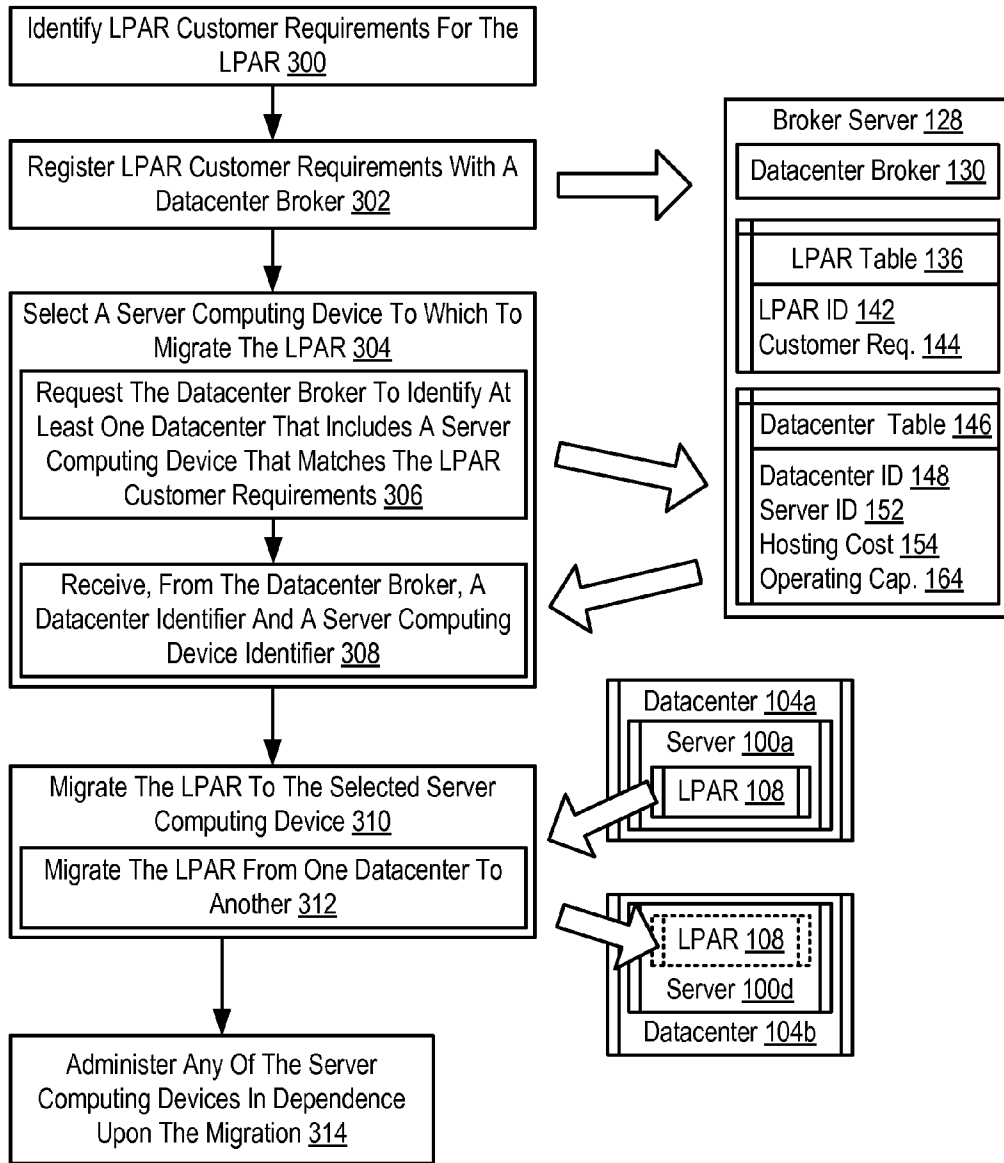 Identify LPAR Customer Requirements For The
LPAR 300
Register LPAR Customer Requirements With A
Datacenter Broker 302
Select A Server Computing Device To Which To
Migrate The LPAR 304
Request The Datacenter Broker To Identify At
Least One Datacenter That Includes A Server
Computing Device That Matches The LPAR
Customer Requirements 306
Receive, From The Datacenter Broker, A
Datacenter Identifier And A Server Computing
Device Identifier 308
Migrate The LPAR To The Selected Server
Computing Device 310
Migrate The LPAR From One Datacenter To
Another 312
Administer Any Of The Server
Computing Devices In Dependence
Upon The Migration 314
Broker Server 128
Datacenter Broker 130
LPAR Table 136
LPAR ID 142
Customer Req. 144
Datacenter Table 146
Datacenter ID 148
Server ID 152
Hosting Cost 154
Operating Cap. 164
Datacenter 104a
Server 100a
LPAR 108
LPAR 108
Server 100d
Datacenter 104b